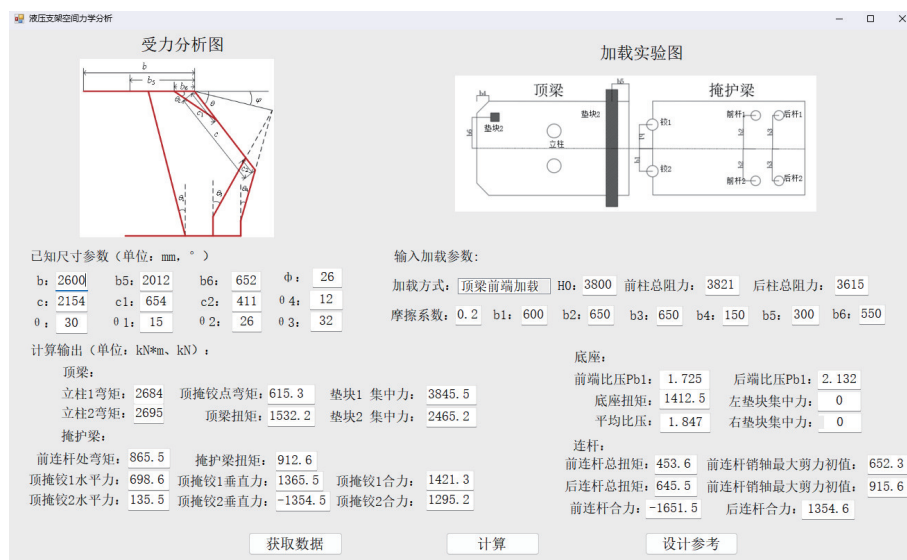 液压支架空间力学分析
受力分析图
加载实验图
b
b5
b6
θ
φ
c1
c
c2
顶梁
掩护梁
h4
b5
垫块2
垫块2
b6
立柱
铰1
铰2
b1
b1
前杆1
后杆1
b2
b3
b2
b3
前杆2
后杆2
已知尺寸参数（单位：mm，°）
b： 2600 b5： 2012 b6： 652 ф： 26
c： 2154 c1： 654 c2： 411 θ4： 12
θ： 30 θ1： 15 θ2： 26 θ3： 32
输入加载参数：
加载方式： 顶梁前端加载 H0： 3800 前柱总阻力： 3821 后柱总阻力： 3615
摩擦系数： 0.2 b1： 600 b2： 650 b3： 650 b4： 150 b5： 300 b6： 550
计算输出（单位：kN*m、kN）：
顶梁：
立柱1弯矩： 2684 顶掩铰点弯矩： 615.3 垫块1 集中力： 3845.5
立柱2弯矩： 2695 顶梁扭矩： 1532.2 垫块2 集中力： 2465.2
掩护梁：
前连杆处弯矩： 865.5 掩护梁扭矩： 912.6
顶掩铰1水平力： 698.6 顶掩铰1垂直力： 1365.5 顶掩铰1合力： 1421.3
顶掩铰2水平力： 135.5 顶掩铰2垂直力： -1354.5 顶掩铰2合力： 1295.2
底座：
前端比压Pb1： 1.725 后端比压Pb1： 2.132
底座扭矩： 1412.5 左垫块集中力： 0
平均比压： 1.847 右垫块集中力： 0
连杆：
前连杆总扭矩： 453.6 前连杆销轴最大剪力初值： 652.3
后连杆总扭矩： 645.5 前连杆销轴最大剪力初值： 915.6
前连杆合力： -1651.5 后连杆合力： 1354.6
获取数据 计算 设计参考